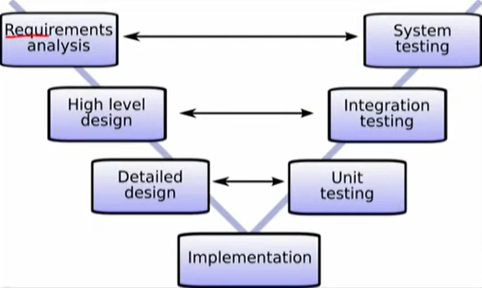 Requirements
analysis
System
testing
High level
design
Integration
testing
Detailed
design
Unit
testing
Implementation